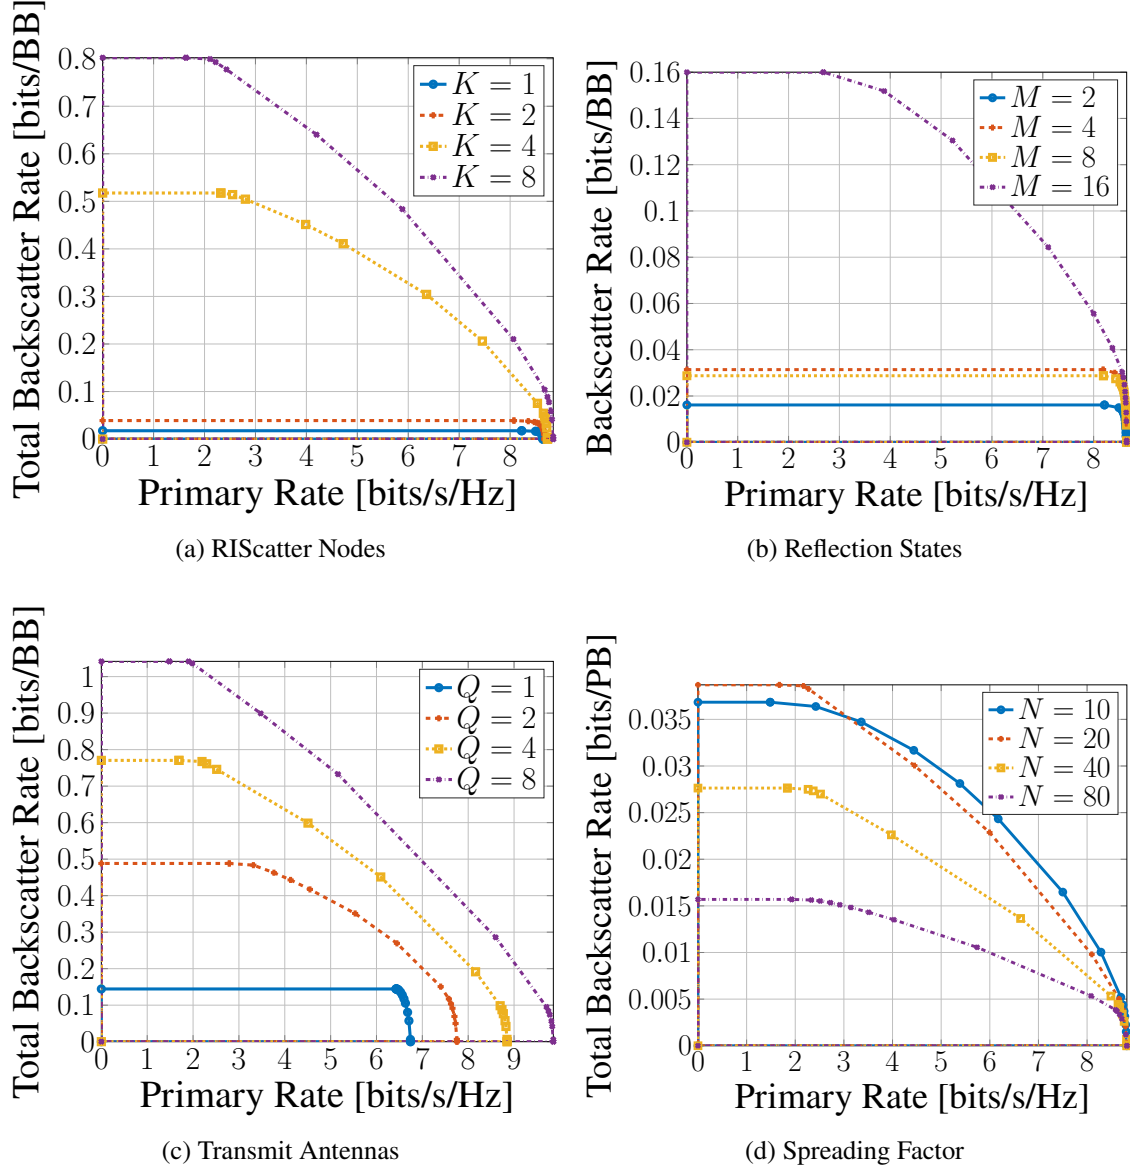 Total Backscatter Rate [bits/BB]
0.8
0.7
0.6
0.5
0.4
0.3
0.2
0.1
0
0 1 2 3 4 5 6 7 8
Primary Rate [bits/s/Hz]
K = 1
K = 2
K = 4
K = 8
(a) RIScatter Nodes
Backscatter Rate [bits/BB]
0.16
0.14
0.12
0.1
0.08
0.06
0.04
0.02
0
0 1 2 3 4 5 6 7 8
Primary Rate [bits/s/Hz]
M = 2
M = 4
M = 8
M = 16
(b) Reflection States
Total Backscatter Rate [bits/BB]
1
0.9
0.8
0.7
0.6
0.5
0.4
0.3
0.2
0.1
0
0 1 2 3 4 5 6 7 8 9
Primary Rate [bits/s/Hz]
Q = 1
Q = 2
Q = 4
Q = 8
(c) Transmit Antennas
Total Backscatter Rate [bits/PB]
0.035
0.03
0.025
0.02
0.015
0.01
0.005
0
0 1 2 3 4 5 6 7 8
Primary Rate [bits/s/Hz]
N = 10
N = 20
N = 40
N = 80
(d) Spreading Factor